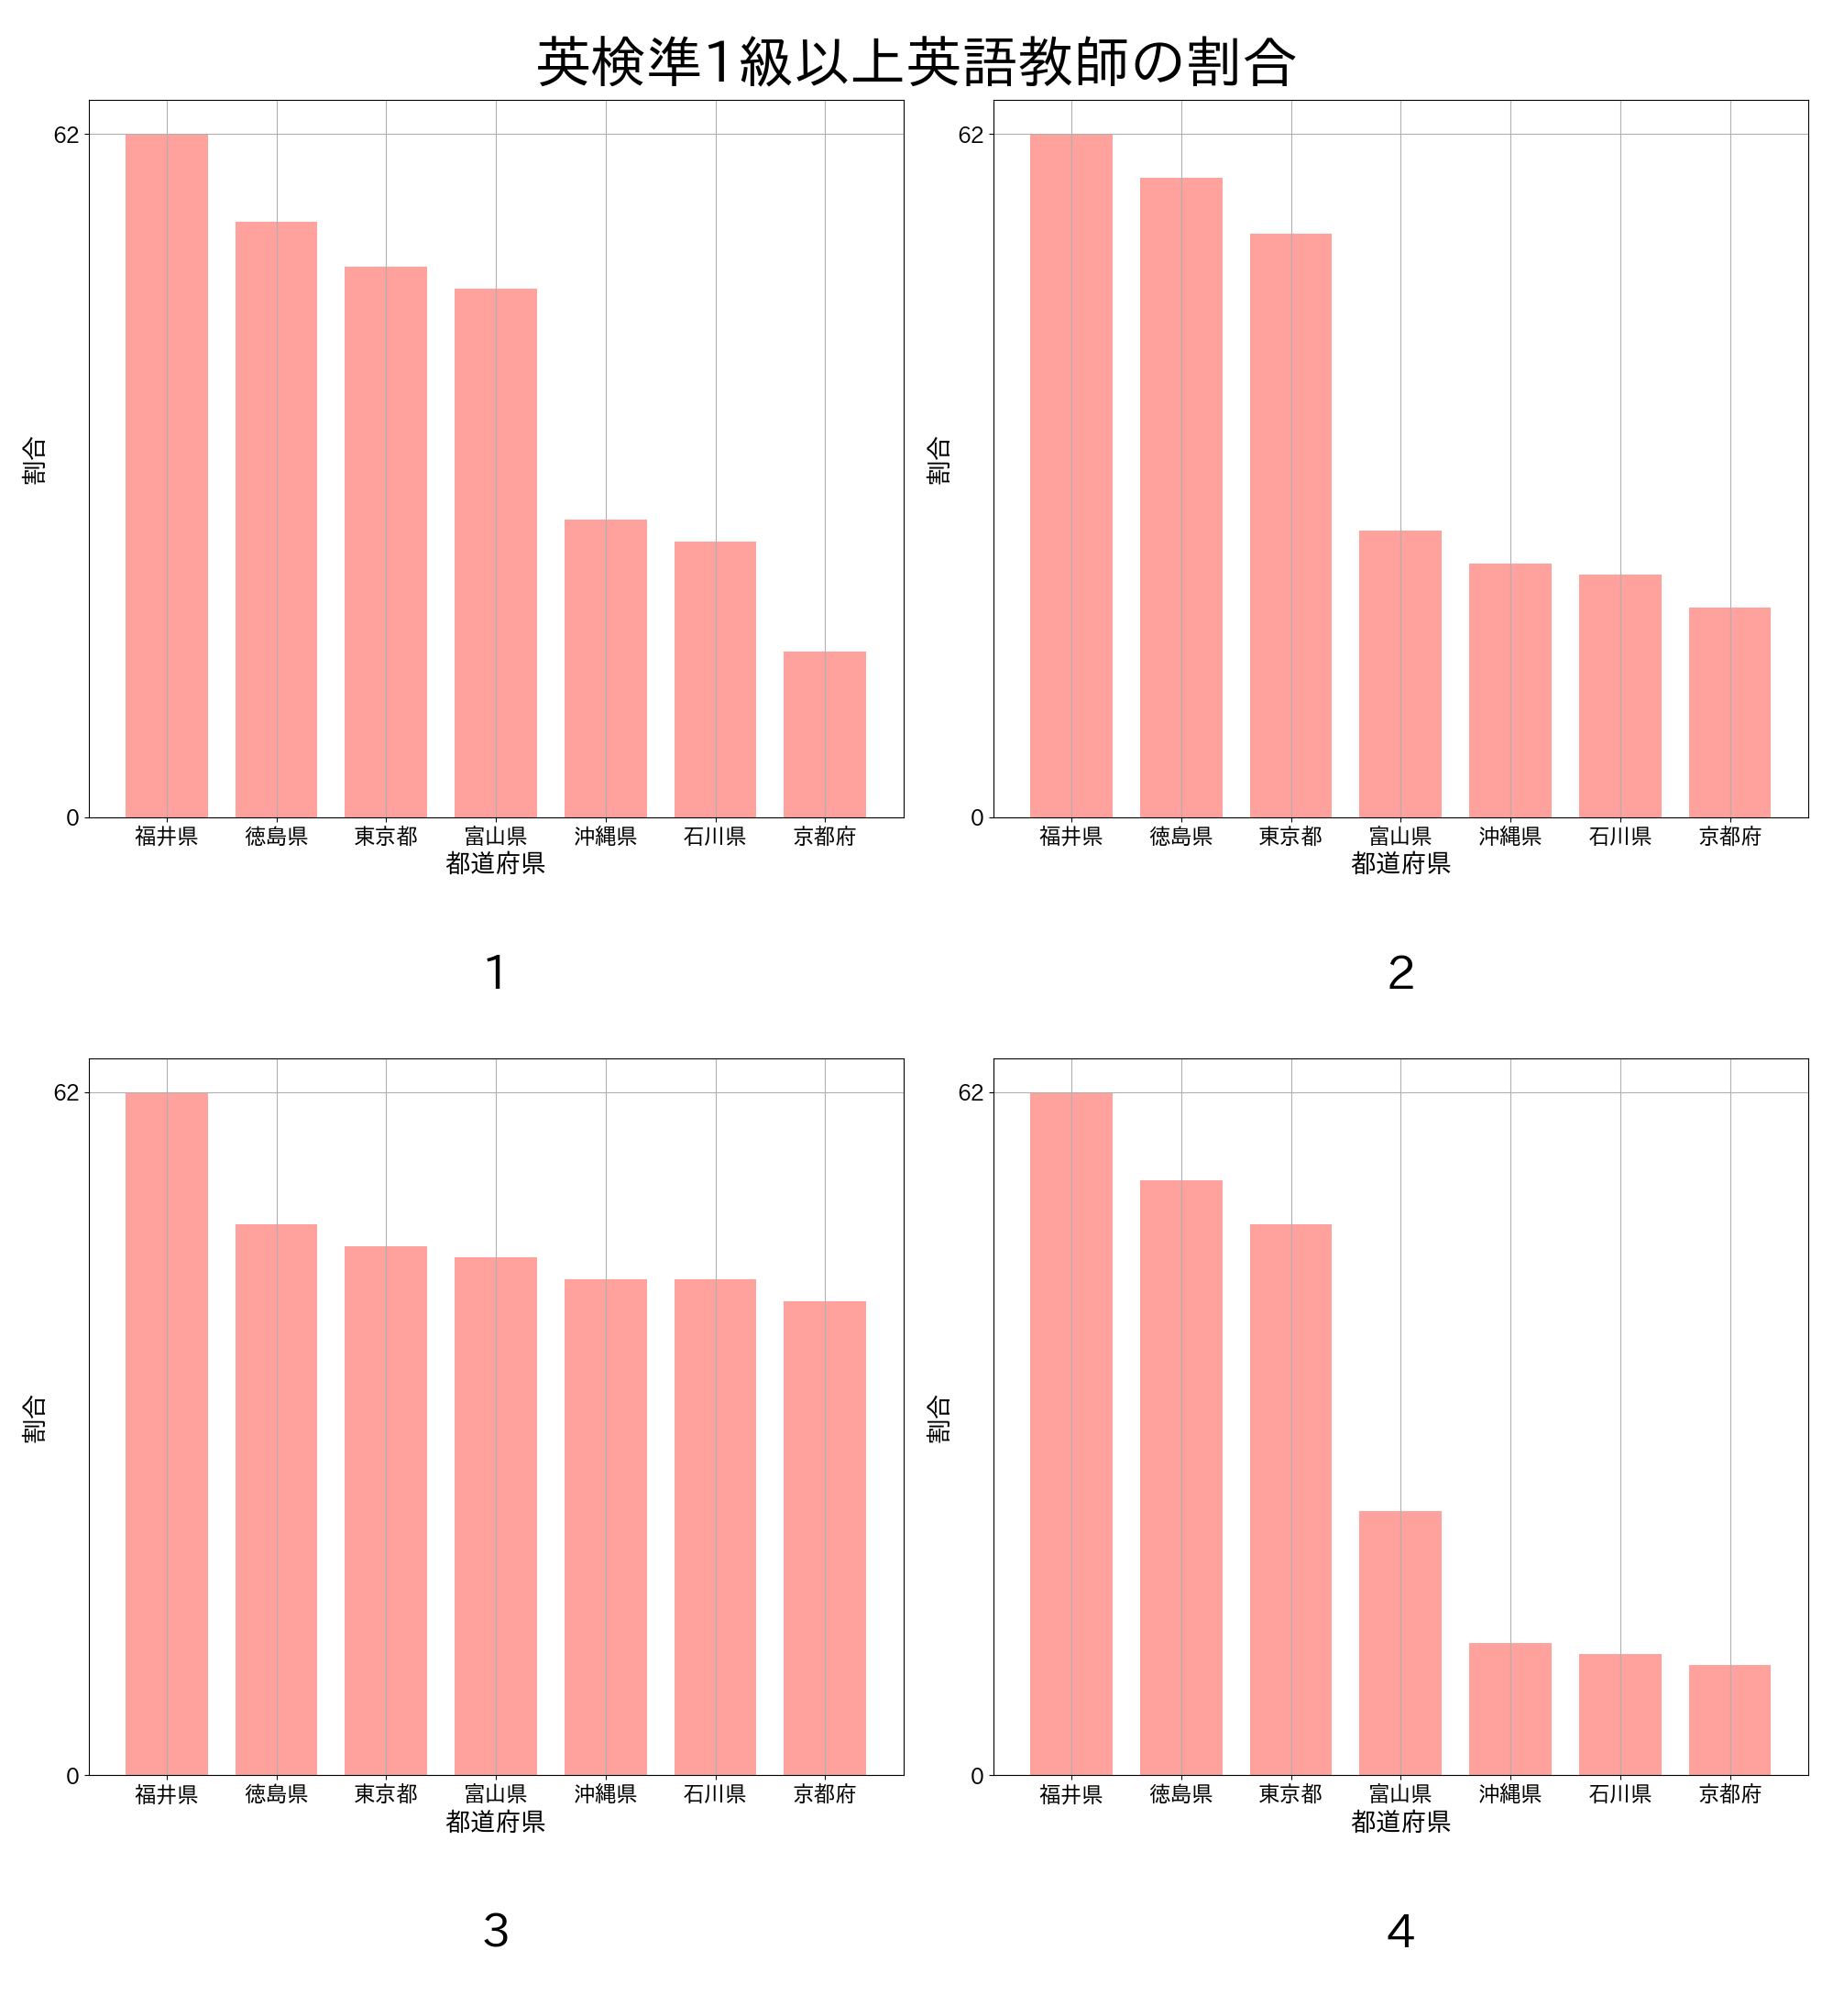 英検準1級以上英語教師の割合
62
0
割合
福井県 徳島県 東京都 富山県 沖縄県 石川県 京都府
都道府県
1
62
0
割合
福井県 徳島県 東京都 富山県 沖縄県 石川県 京都府
都道府県
2
62
0
割合
福井県 徳島県 東京都 富山県 沖縄県 石川県 京都府
都道府県
3
62
0
割合
福井県 徳島県 東京都 富山県 沖縄県 石川県 京都府
都道府県
4